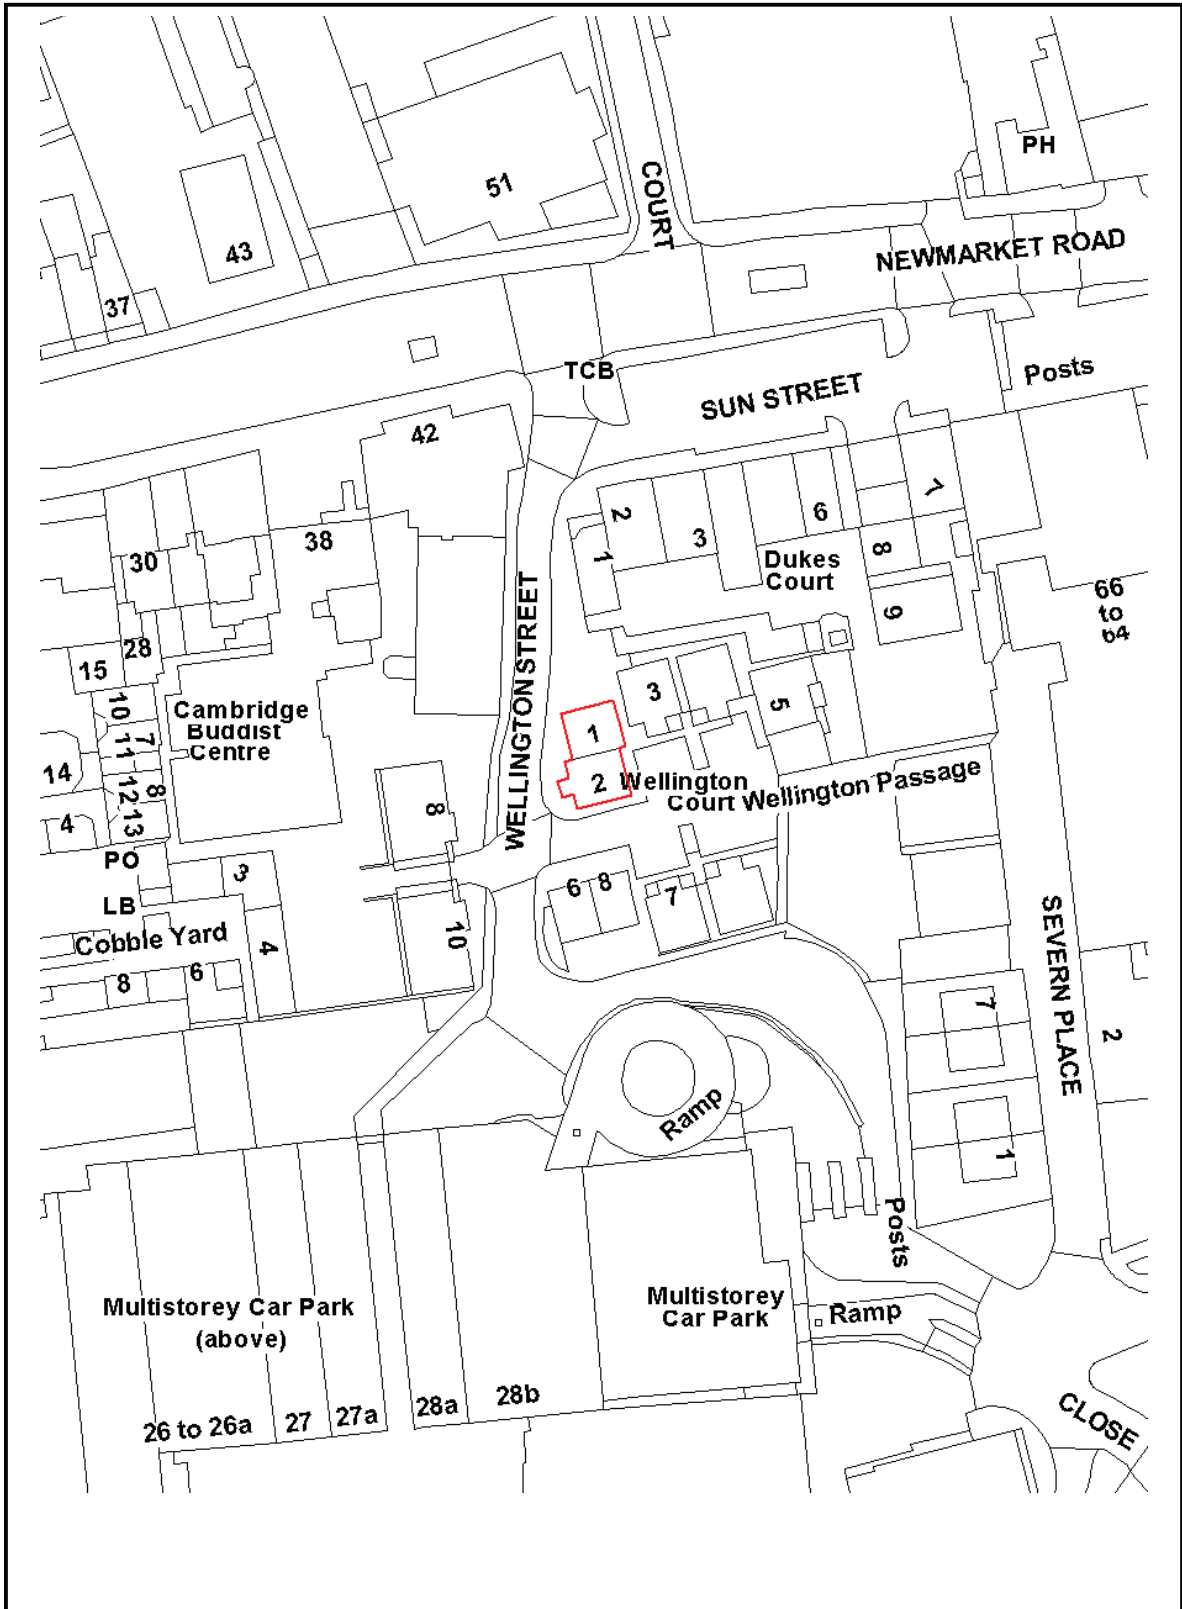 PH
51
COURT
43
NEWMARKET ROAD
37
TCB
Posts
SUN STREET
42
2
7
6
3
38
1
8
30
Dukes
Court
66
to
64
9
28
15
WELLINGTON STREET
3
10
5
Cambridge
Buddist
Centre
1
7
11
14
2
Wellington
Court
Wellington Passage
12
8
8
13
4
PO
3
6
8
7
LB
SEVERN PLACE
10
Cobble Yard
4
6
8
7
2
Ramp
1
Posts
Multistorey Car Park
(above)
Multistorey
Car Park
Ramp
28b
28a
27a
27
26 to 26a
CLOSE